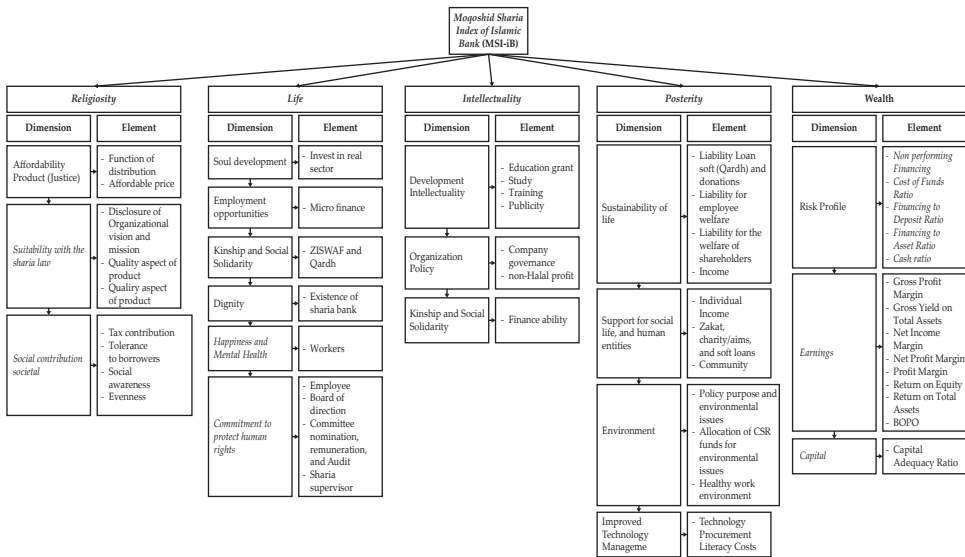 Moqoshid Sharia
Index of Islamic
Bank (MSI-iB)
Religiosity
Dimension
Element
Affordability
Product (Justice)
- Function of
distribution
- Affordable price
Suitability with the
sharia law
- Disclosure of
Organizational
vision and
mission
- Quality aspect of
product
- Qualiry aspect of
product
Social contribution
societal
- Tax contribution
- Tolerance
to borrowers
- Social
awareness
- Evenness
Life
Dimension
Element
Soul development
- Invest in real
sector
Employment
opportunities
- Micro finance
Kinship and Social
Solidarity
- ZISWAF and
Qardh
Dignity
- Existence of
sharia bank
Happiness and
Mental Health
- Workers
Commitment to
protect human
rights
- Employee
- Board of
direction
- Committee
nomination,
remuneration,
and Audit
- Sharia
supervisor
Intellectuality
Dimension
Element
Development
Intellectuality
- Education grant
- Study
- Training
- Publicity
Organization
Policy
- Company
governance
- non-Halal profit
Kinship and Social
Solidarity
- Finance ability
Posterity
Dimension
Element
Sustainability of
life
- Liability Loan
soft (Qardh) and
donations
- Liability for
employee
welfare
- Liability for the
welfare of
shareholders
- Income
Support for social
life, and human
entities
- Individual
Income
- Zakat,
charity/aims,
and soft loans
- Community
Environment
- Policy purpose and
environmental
issues
- Allocation of CSR
funds for
environmental
issues
- Healthy work
environment
Improved
Technology
Manageme
- Technology
Procurement
Literacy Costs
Wealth
Dimension
Element
Risk Profile
- Non performing
Financing
- Cost of Funds
Ratio
- Financing to
Deposit Ratio
- Financing to
Asset Ratio
- Cash ratio
Earnings
- Gross Profit
Margin
- Gross Yield on
Total Assets
- Net Income
Margin
- Net Profit Margin
- Profit Margin
- Return on Equity
- Return on Total
Assets
- BOPO
Capital
- Capital
Adequacy Ratio